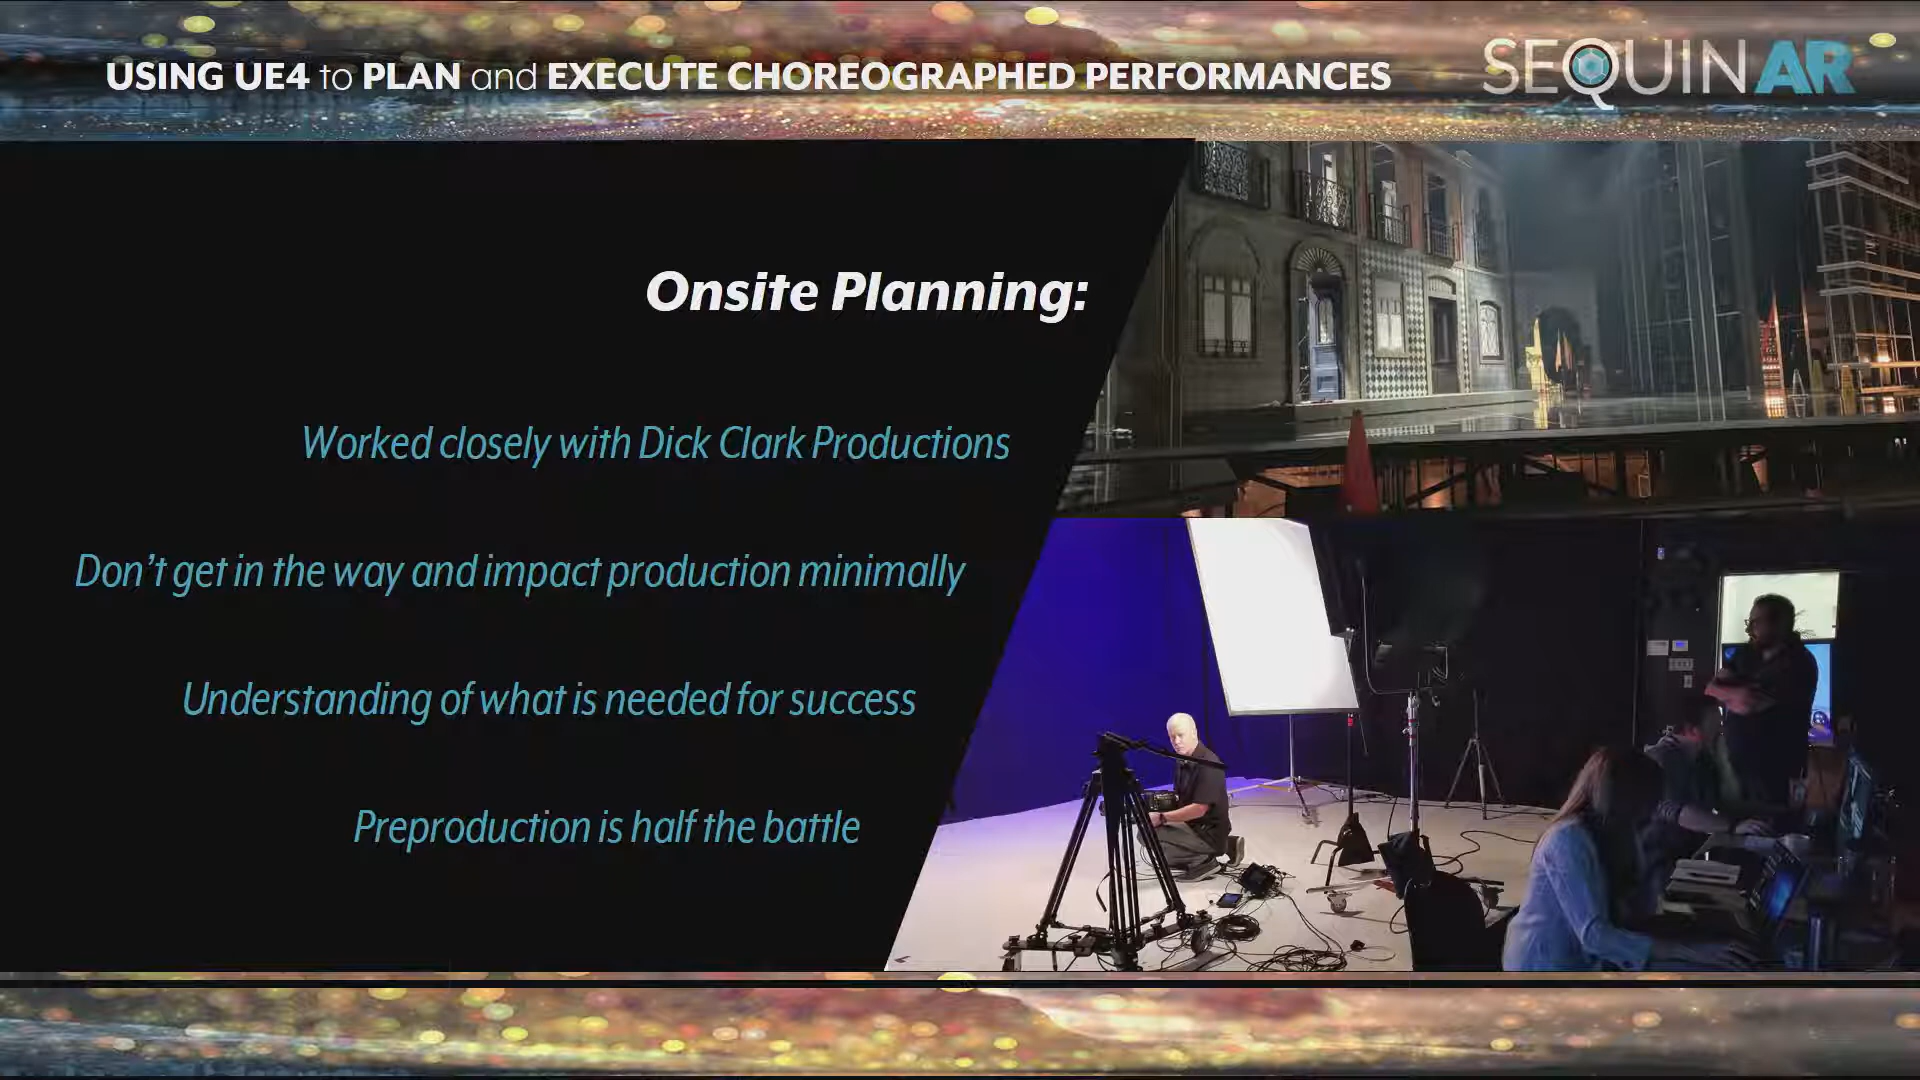 USING UE4 to PLAN and EXECUTE CHOREOGRAPHED PERFORMANCES
SEQUIN AR
Onsite Planning:
Worked closely with Dick Clark Productions
Don't get in the way and impact production minimally
Understanding of what is needed for success
Preproduction is half the battle